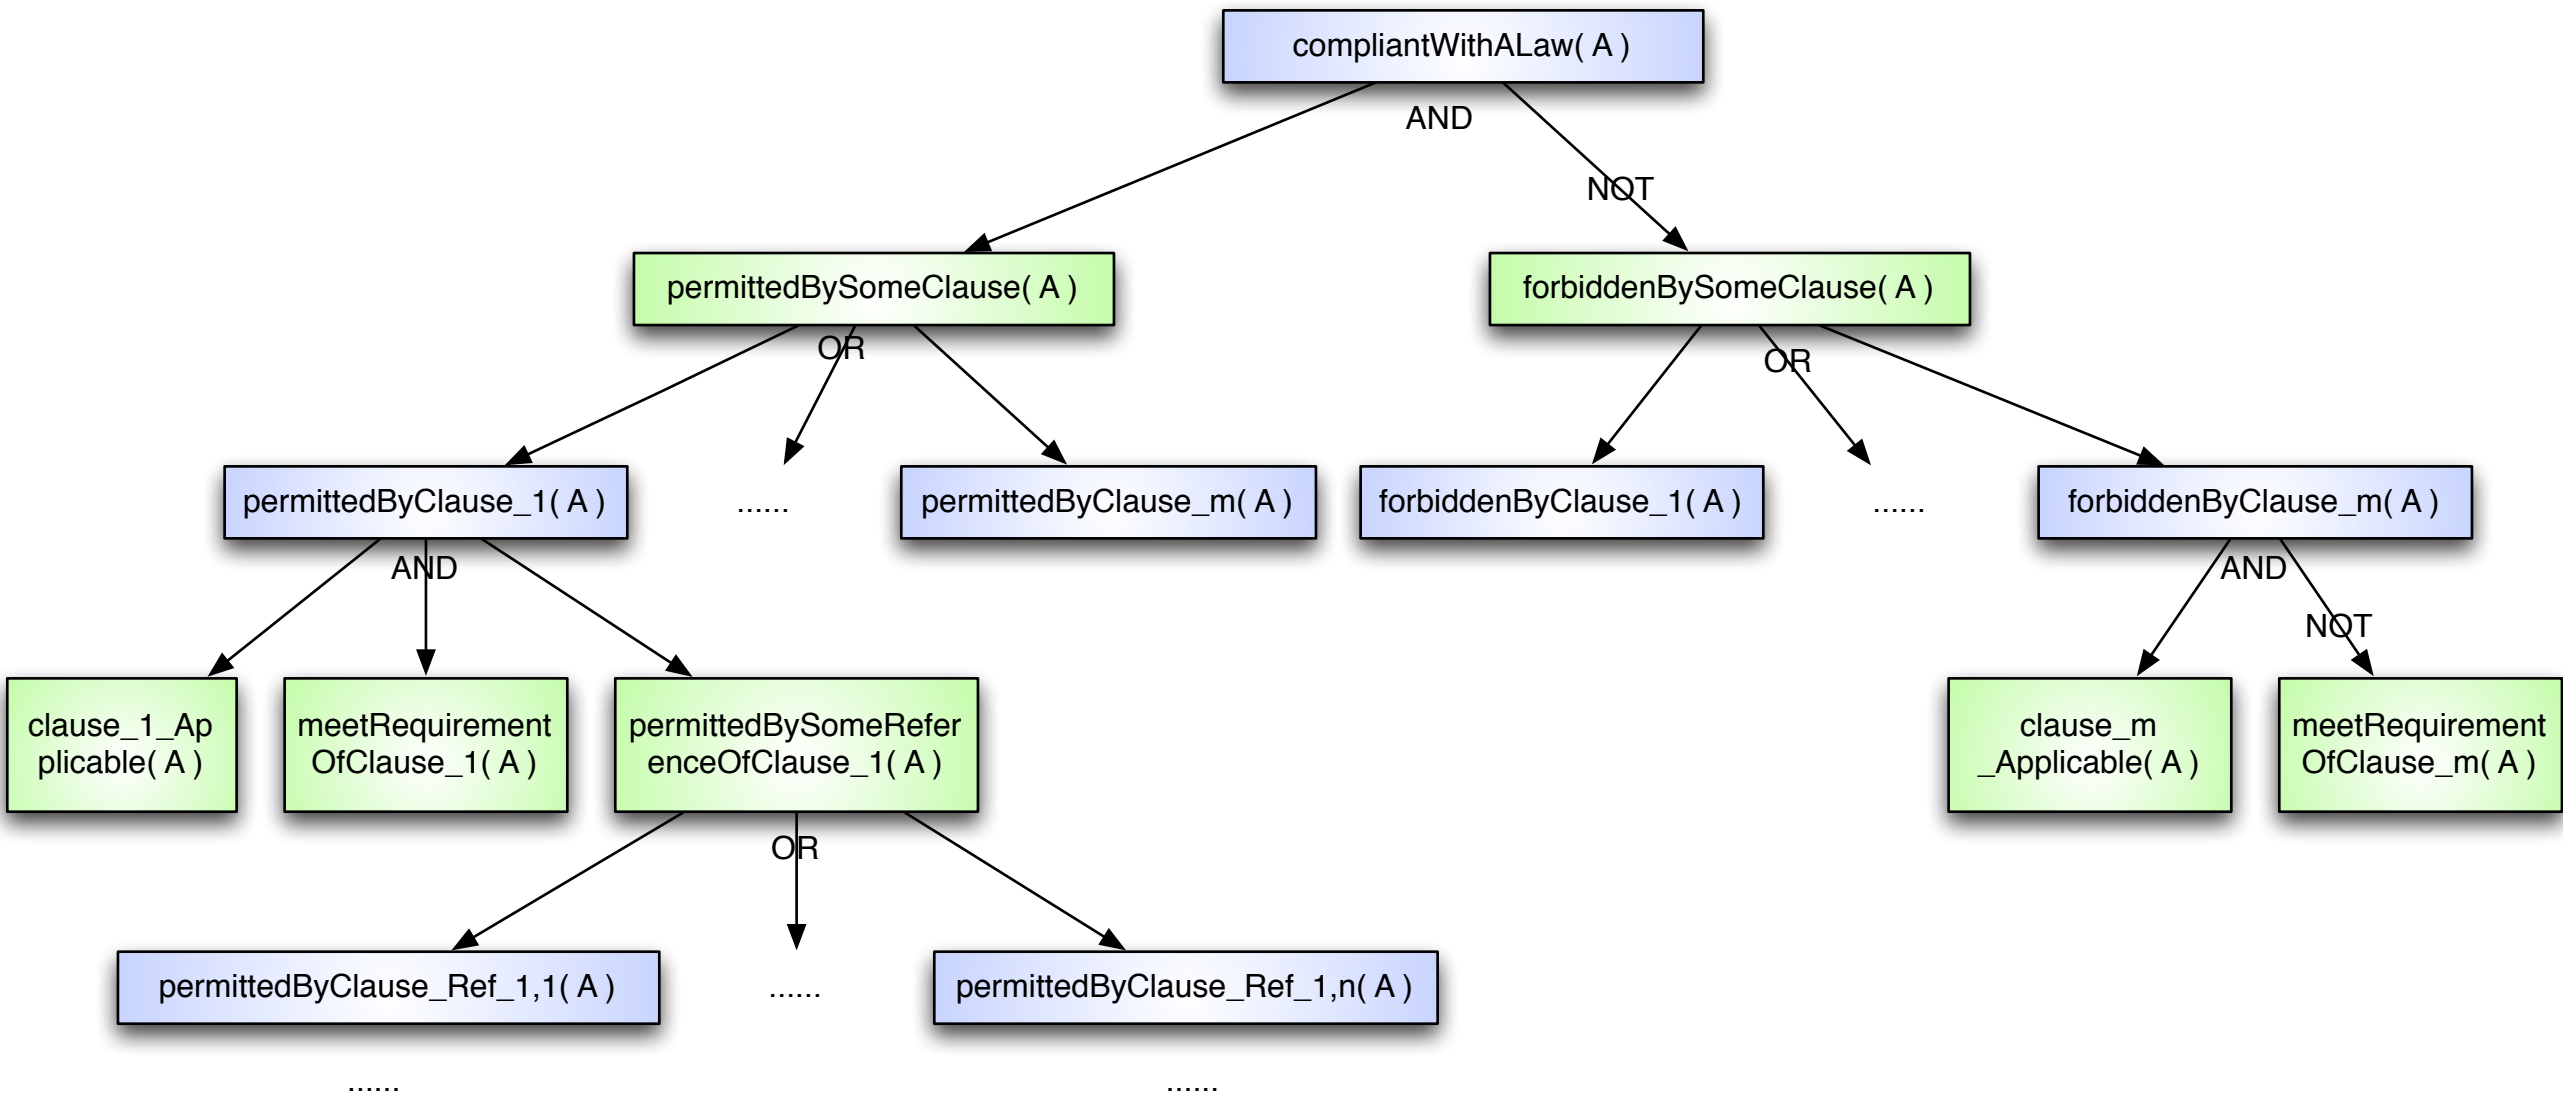 compliantWithALaw( A )
AND
NOT
permittedBySomeClause( A )
forbiddenBySomeClause( A )
OR
OR
permittedByClause_1( A )
......
permittedByClause_m( A )
forbiddenByClause_1( A )
......
forbiddenByClause_m( A )
AND
AND
NOT
clause_1_Ap
plicable( A )
meetRequirement
OfClause_1( A )
permittedBySomeRefer
enceOfClause_1( A )
clause_m
_Applicable( A )
meetRequirement
OfClause_m( A )
OR
permittedByClause_Ref_1,1( A )
......
permittedByClause_Ref_1,n( A )
......
......